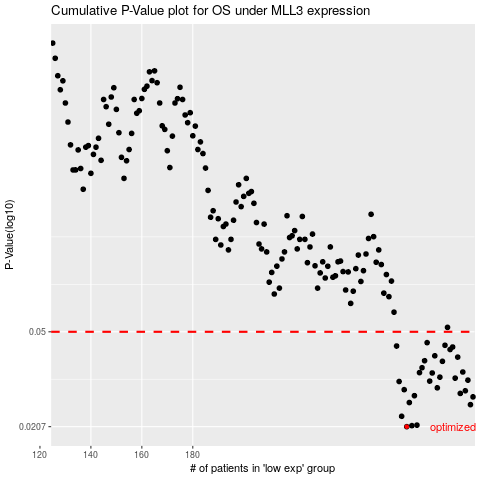 Cumulative P-Value plot for OS under MLL3 expression
P-Value(log10)
0.05
0.0207
optimized
120 140 160 180
# of patients in 'low exp' group